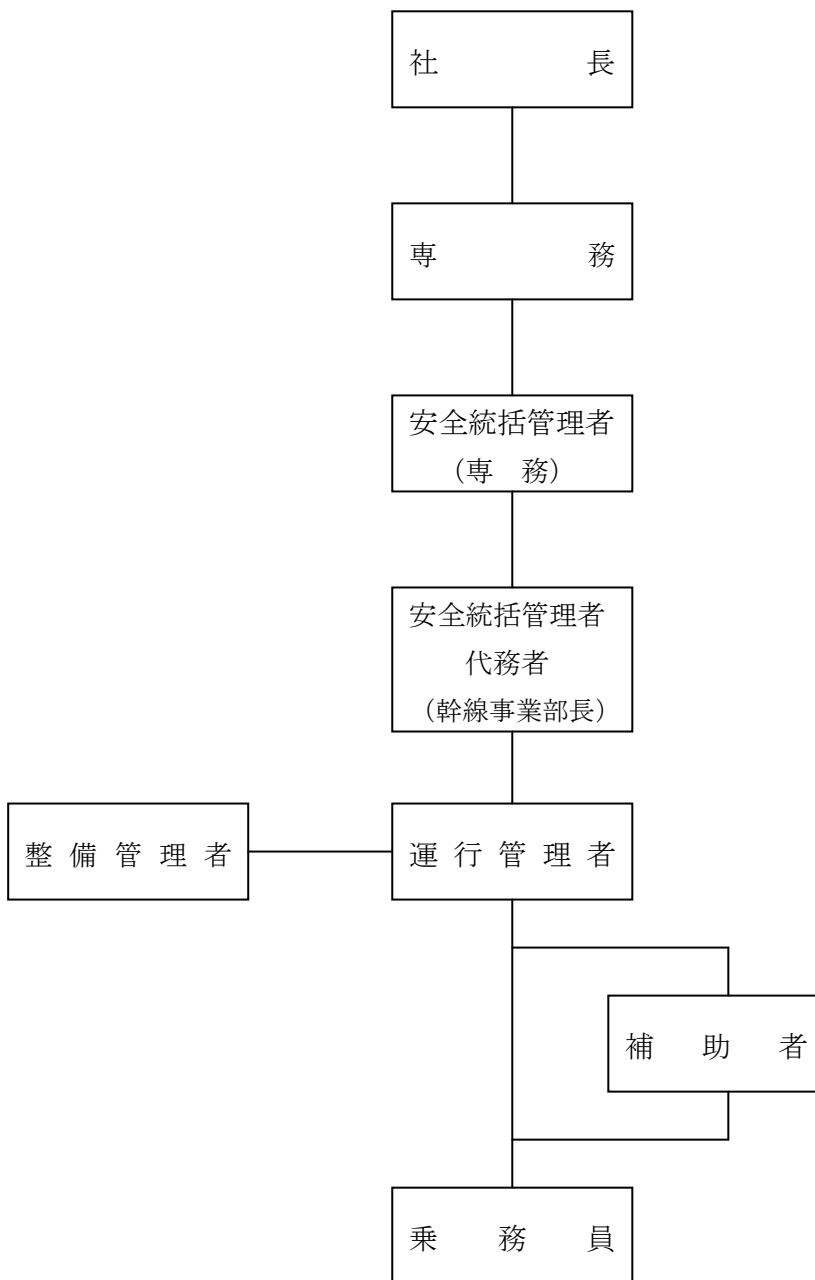 社長
専務
安全統括管理者
（専　務）
安全統括管理者
代務者
（幹線事業部長）
整備管理者
運行管理者
補助者
乗務員